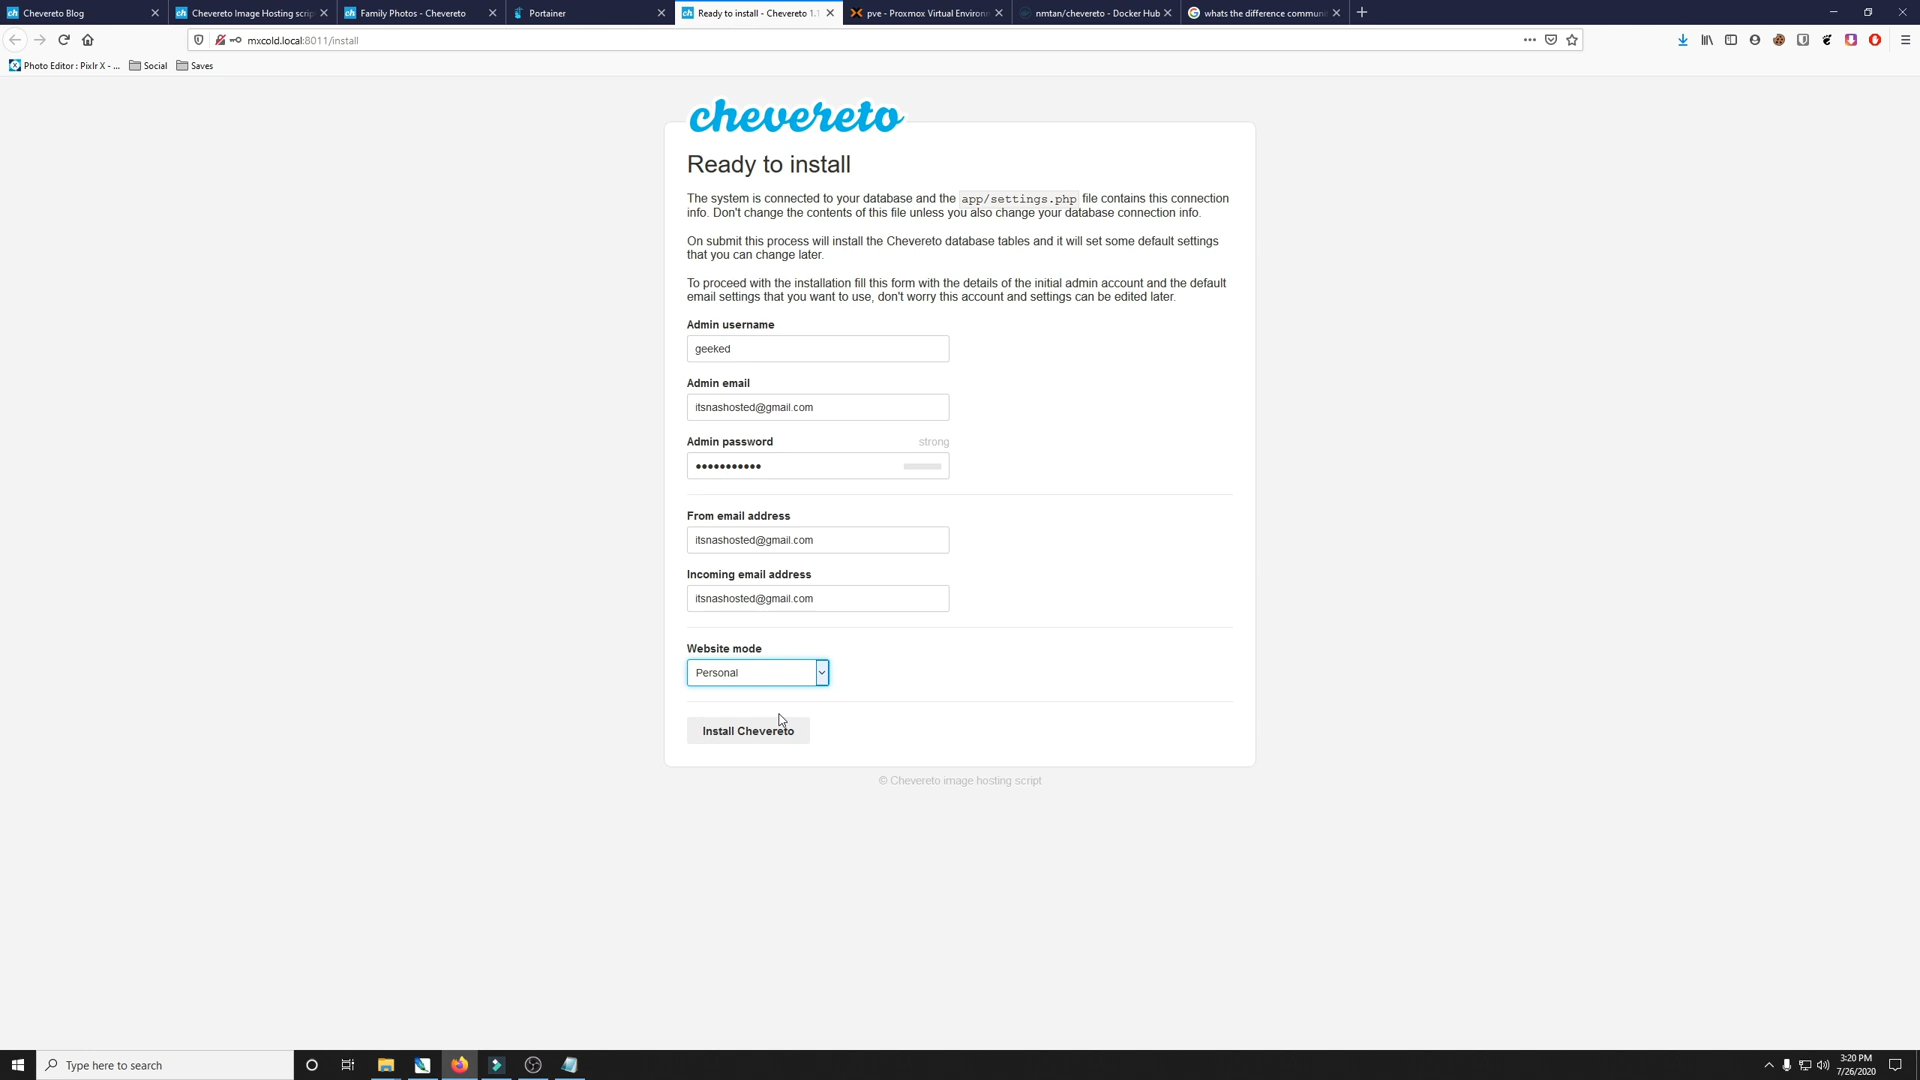 Chevereto Blog
Chevereto Image Hosting scrip
Family Photos - Chevereto
Portainer
Ready to install - Chevereto 1.1
pve - Proxmox Virtual Environm
nmtan/chevereto - Docker Hub
whats the difference communi
mxcold.local:8011/install
Photo Editor : Pixlr X - ...
Social
Saves
chevereto
Ready to install
The system is connected to your database and the app/settings.php file contains this connection
info. Don't change the contents of this file unless you also change your database connection info.
On submit this process will install the Chevereto database tables and it will set some default settings
that you can change later.
To proceed with the installation fill this form with the details of the initial admin account and the default
email settings that you want to use, don't worry this account and settings can be edited later.
Admin username
geeked
Admin email
itsnashosted@gmail.com
Admin password
strong
•••••••••••
From email address
itsnashosted@gmail.com
Incoming email address
itsnashosted@gmail.com
Website mode
Personal
Install Chevereto
© Chevereto image hosting script
Type here to search
3:20 PM
7/26/2020